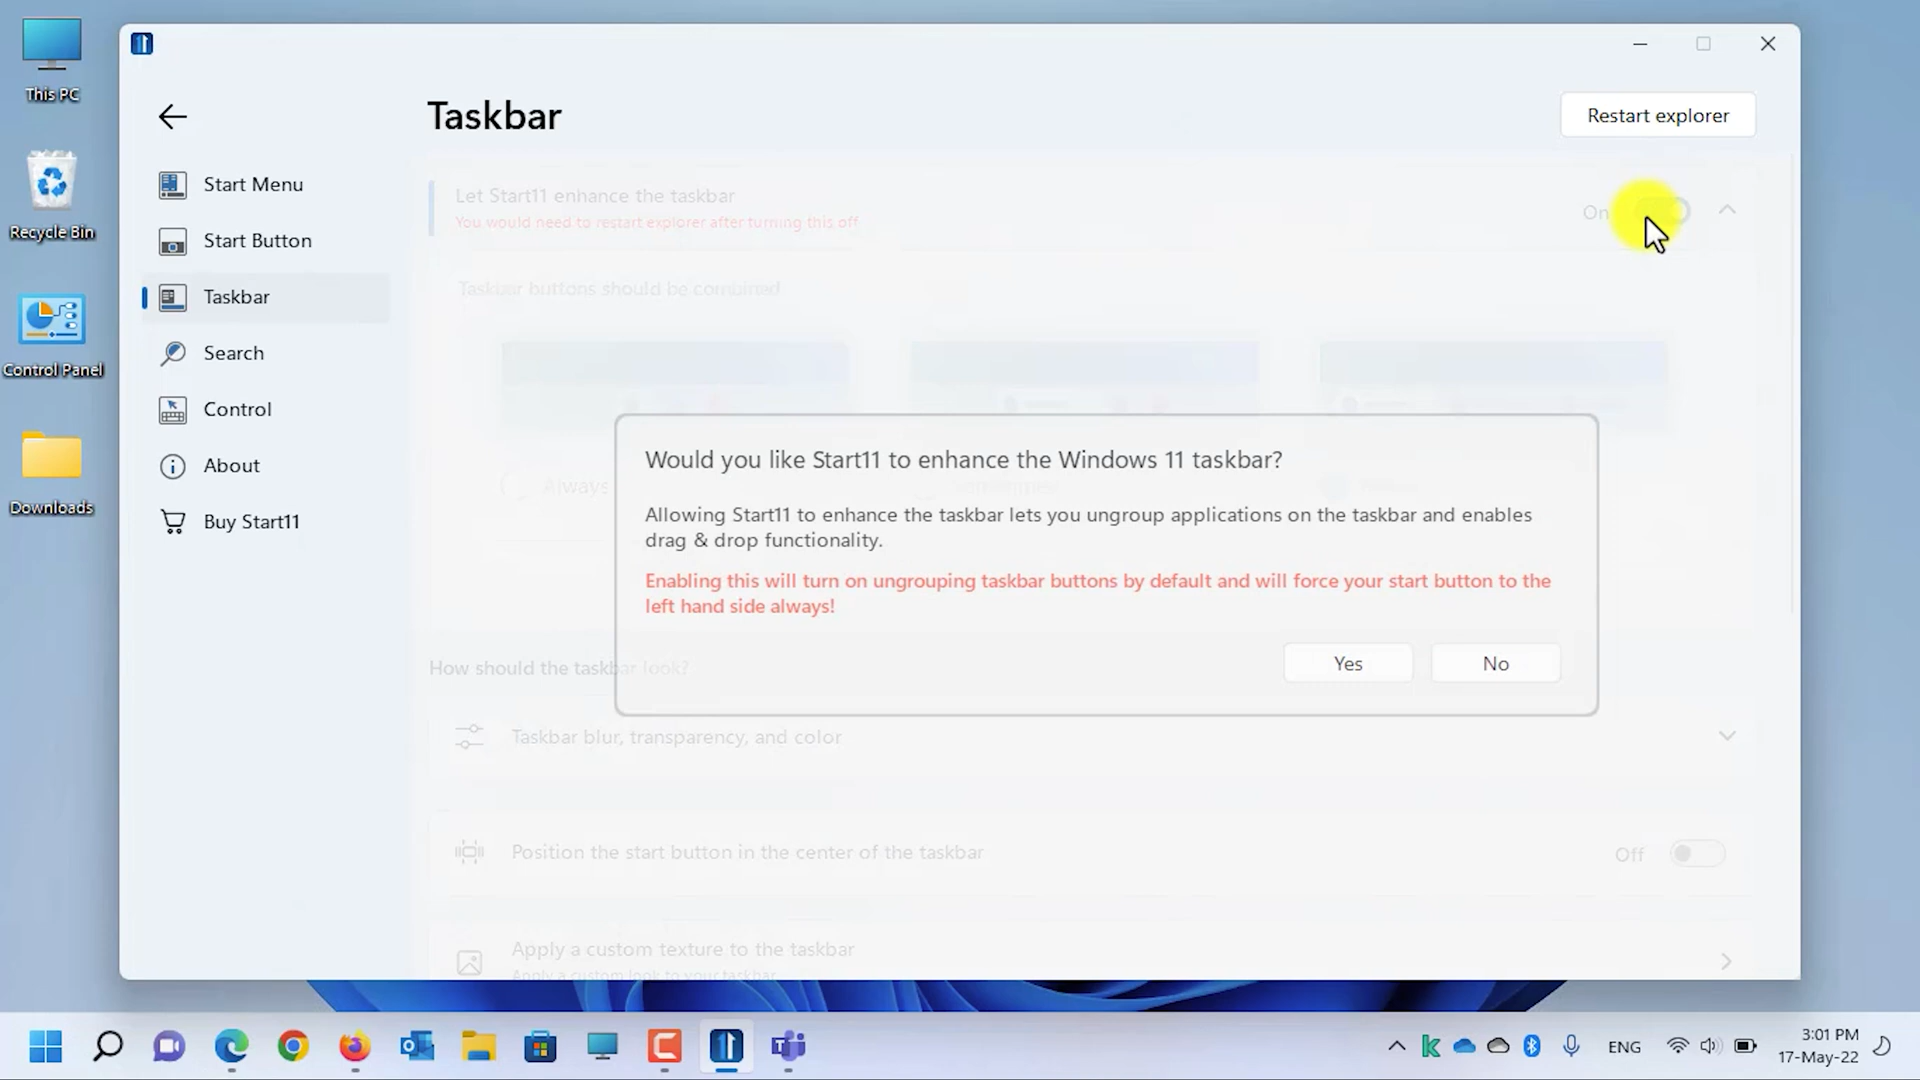 This PC
Recycle Bin
Control Panel
Downloads
Taskbar
Restart explorer
Start Menu
Start Button
Taskbar
Search
Control
About
Buy Start11
Let Start11 enhance the taskbar
You would need to restart explorer after turning this off
On
Taskbar buttons should be combined
Always
Would you like Start11 to enhance the Windows 11 taskbar?
Allowing Start11 to enhance the taskbar lets you ungroup applications on the taskbar and enables
drag & drop functionality.
Enabling this will turn on ungrouping taskbar buttons by default and will force your start button to the
left hand side always!
Yes
No
How should the taskbar look?
Taskbar blur, transparency, and color
Position the start button in the center of the taskbar
Off
Apply a custom texture to the taskbar
Apply a custom look to your taskbar
ENG
3:01 PM
17-May-22